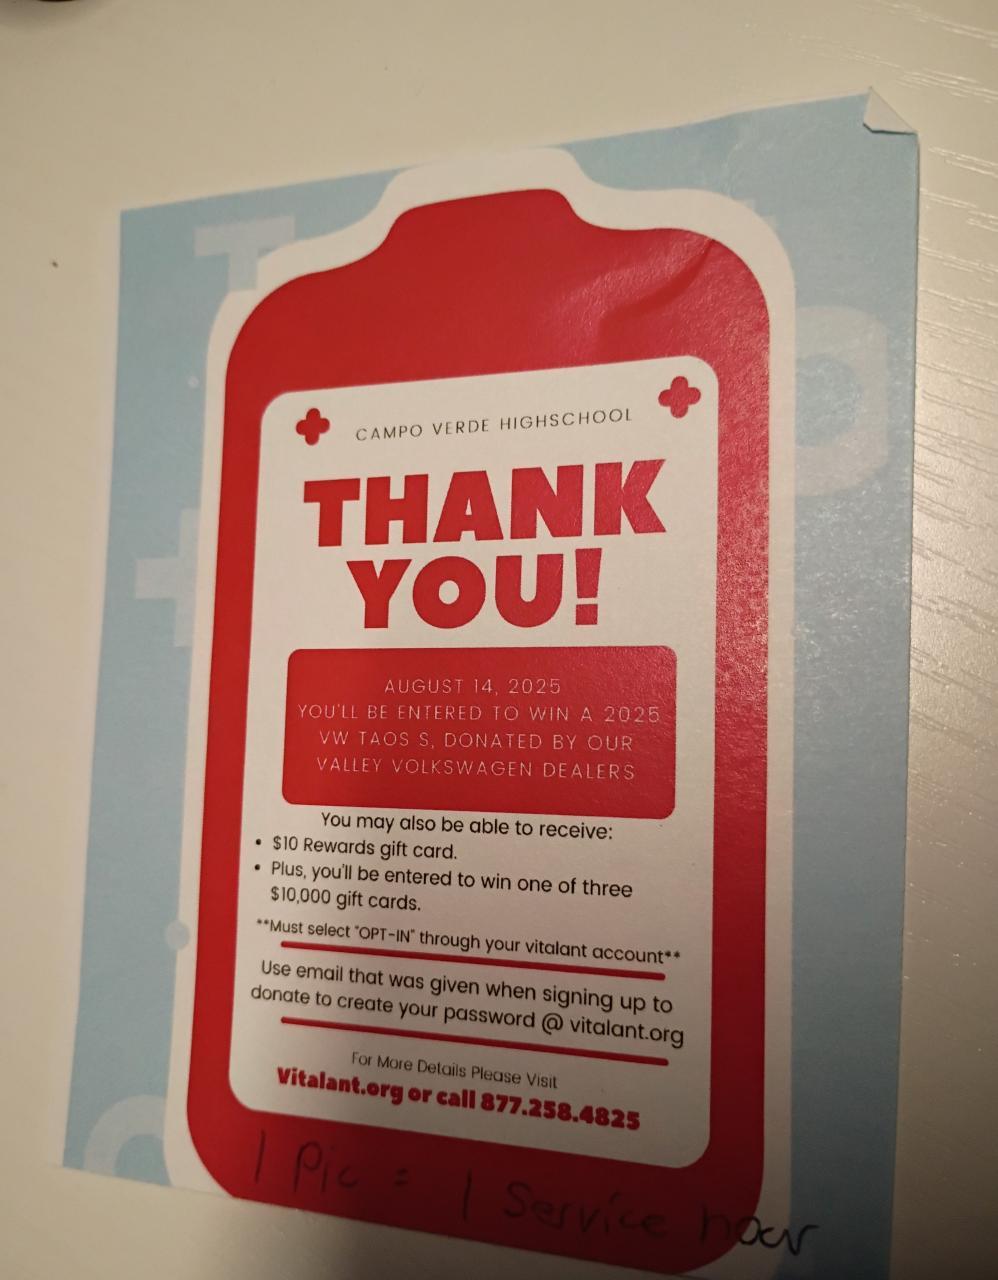 CAMPO VERDE HIGHSCHOOL
THANK
YOU!
AUGUST 14, 2025
YOU'LL BE ENTERED TO WIN A 2025
VW TAOS S, DONATED BY OUR
VALLEY VOLKSWAGEN DEALERS
You may also be able to receive:
• $10 Rewards gift card.
• Plus, you'll be entered to win one of three
$10,000 gift cards.
**Must select "OPT-IN" through your vitalant account**
Use email that was given when signing up to
donate to create your password @ vitalant.org
For More Details Please Visit
Vitalant.org or call 877.258.4825
1 Pic = 1 Service hour